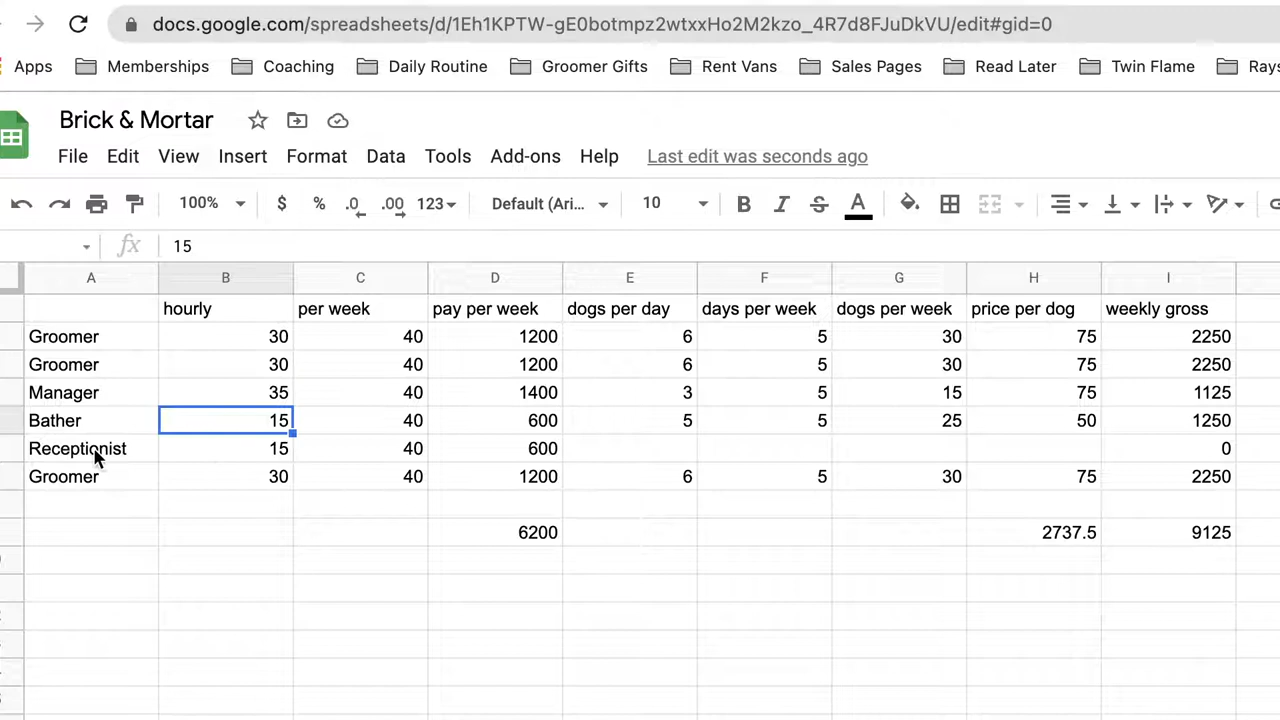 docs.google.com/spreadsheets/d/1Eh1KPTW-gE0botmpz2wtxxHo2M2kzo_4R7d8FJuDkVU/edit#gid=0
Apps Memberships Coaching Daily Routine Groomer Gifts Rent Vans Sales Pages Read Later Twin Flame Rays
Brick & Mortar
File Edit View Insert Format Data Tools Add-ons Help Last edit was seconds ago
100% $ % .0 .00 123 Default (Ari... 10 B I S A
fx 15
A B C D E F G H I
hourly per week pay per week dogs per day days per week dogs per week price per dog weekly gross
Groomer 30 40 1200 6 5 30 75 2250
Groomer 30 40 1200 6 5 30 75 2250
Manager 35 40 1400 3 5 15 75 1125
Bather 15 40 600 5 5 25 50 1250
Receptionist 15 40 600 0
Groomer 30 40 1200 6 5 30 75 2250
6200 2737.5 9125